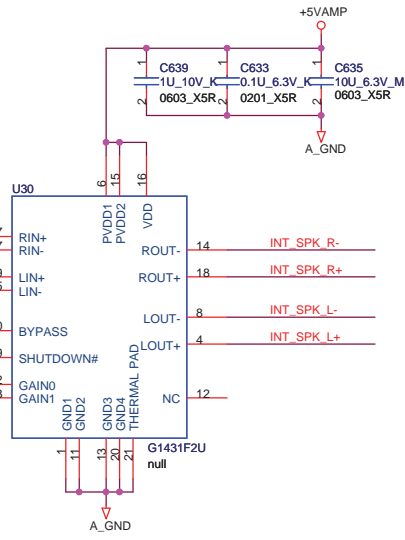 +5VAMP
C639
1U_10V_K
0603_X5R
C633
0.1U_6.3V_K
0201_X5R
C635
10U_6.3V_M
0603_X5R
1
2
1
2
1
2
A_GND
U30
6
15
16
PVDD1
PVDD2
VDD
RIN+
RIN-
LIN+
LIN-
BYPASS
SHUTDOWN#
GAIN0
GAIN1
ROUT-
14
INT_SPK_R-
ROUT+
18
INT_SPK_R+
LOUT-
8
INT_SPK_L-
LOUT+
4
INT_SPK_L+
NC
12
GND1
GND2
GND3
GND4
THERMAL PAD
1
11
13
20
21
G1431F2U
null
A_GND